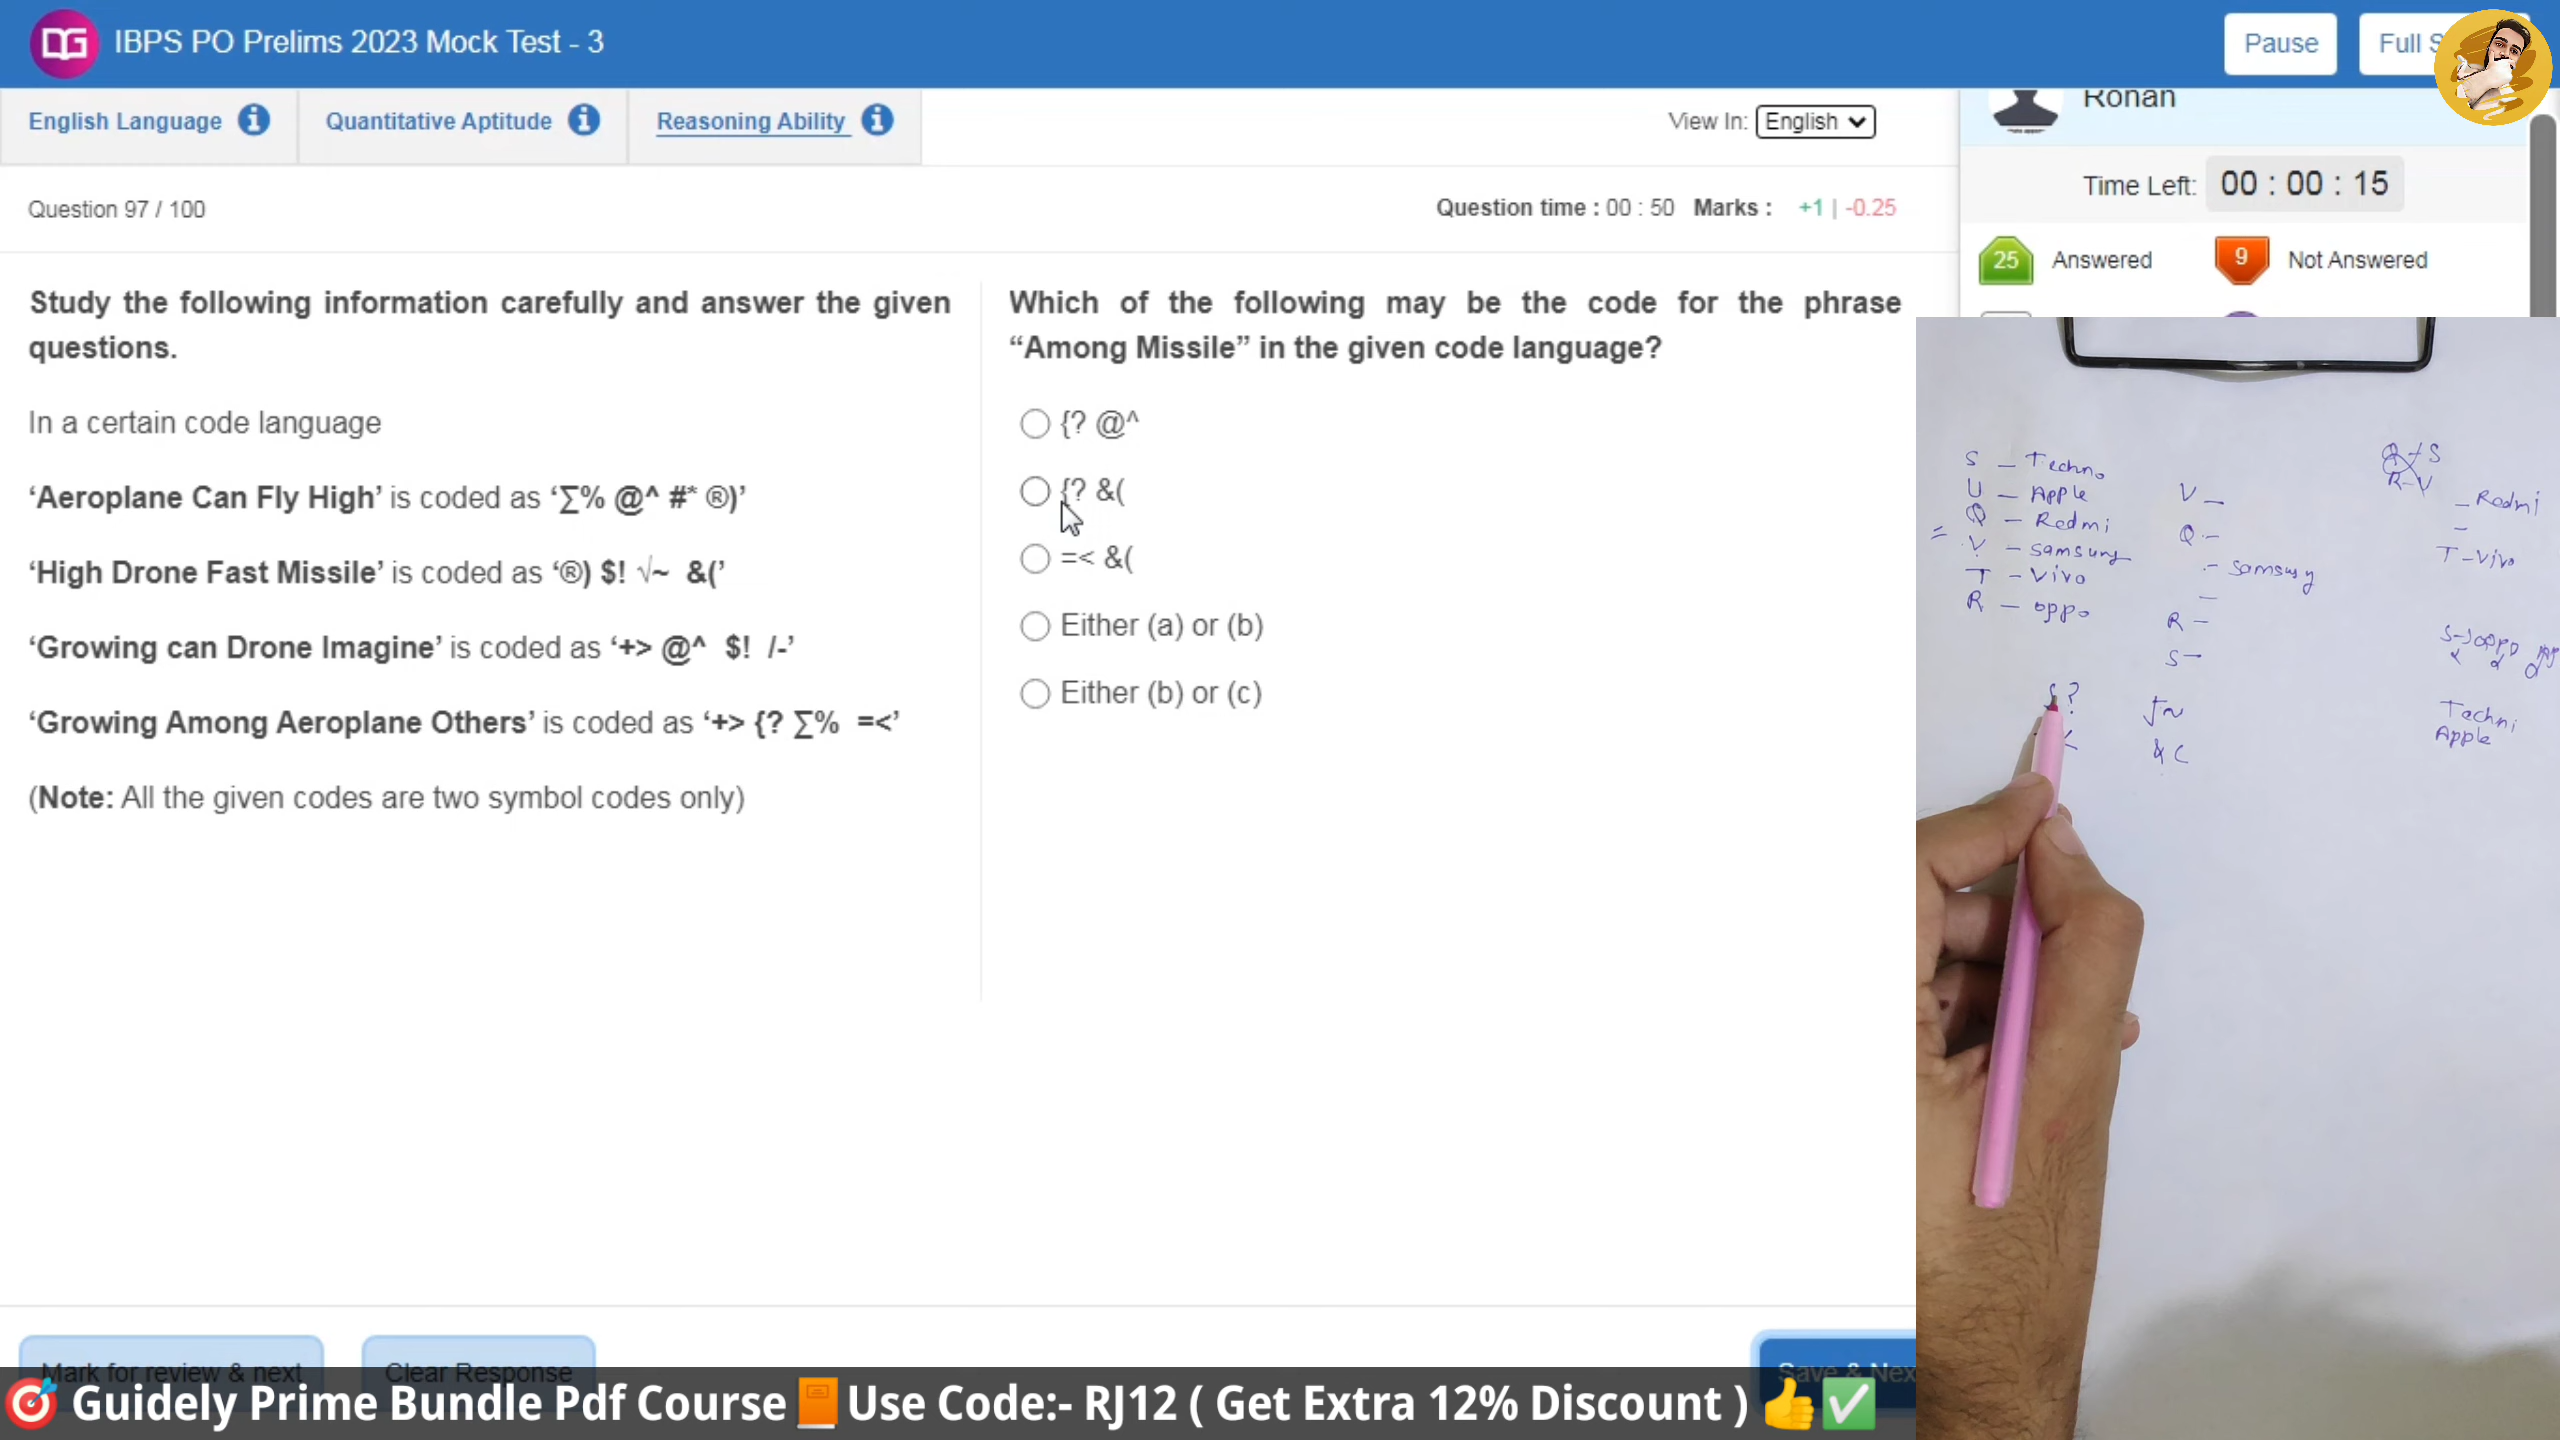 DG IBPS PO Prelims 2023 Mock Test - 3
Pause
Full S
English Language
Quantitative Aptitude
Reasoning Ability
View In: English
Ronan
Time Left: 00 : 00 : 15
Question 97 / 100
Question time : 00 : 50 Marks : +1 | -0.25
25 Answered
9 Not Answered
Study the following information carefully and answer the given
questions.
In a certain code language
‘Aeroplane Can Fly High’ is coded as ‘∑% @^ #* ®)’
‘High Drone Fast Missile’ is coded as ‘®) $! √~ &(’
‘Growing can Drone Imagine’ is coded as ‘+> @^ $! /-’
‘Growing Among Aeroplane Others’ is coded as ‘+> {? ∑% =<’
(Note: All the given codes are two symbol codes only)
Which of the following may be the code for the phrase
“Among Missile” in the given code language?
{? @^
{? &(
=< &(
Either (a) or (b)
Either (b) or (c)
S – Techno
U – Apple
Q – Redmi
= V – Samsung
T – Vivo
R – oppo
V –
Q –
– Samsung
–
R –
S –
Q – S
R – V
– Redmi
–
T – Vivo
Techni
Apple
?
√~
& (
Mark for review & next
Clear Response
Save & Nex
Guidely Prime Bundle Pdf Course Use Code:- RJ12 ( Get Extra 12% Discount )